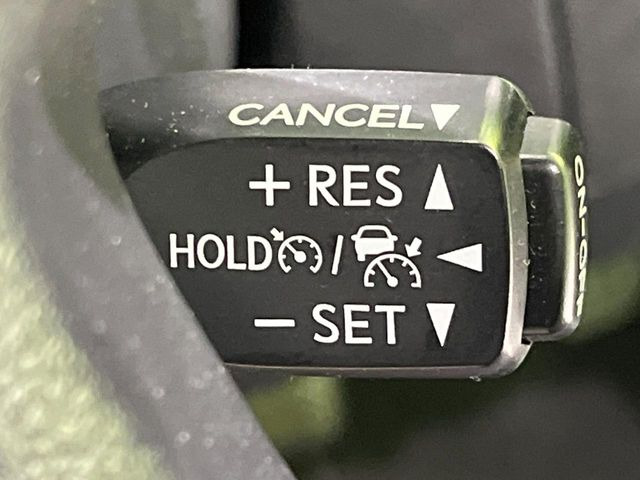 CANCEL▼
+ RES ▲
HOLD / ◀
− SET ▼
ON-OFF